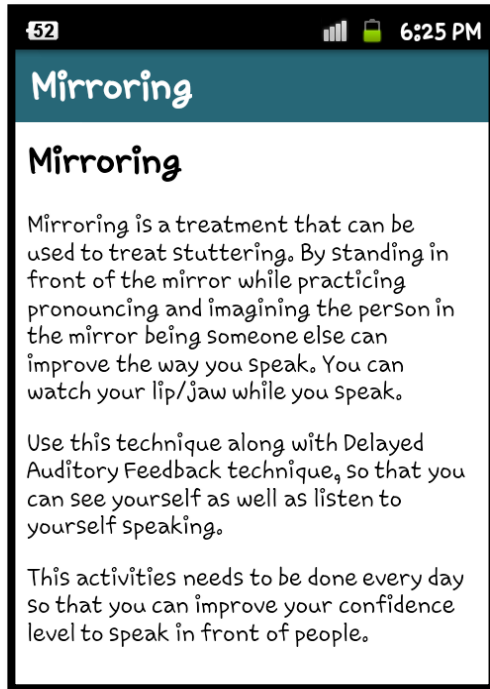 52
6:25 PM
Mirroring
Mirroring
Mirroring is a treatment that can be
used to treat stuttering. By standing in
front of the mirror while practicing
pronouncing and imagining the person in
the mirror being someone else can
improve the way you speak. You can
watch your lip/jaw while you speak.
Use this technique along with Delayed
Auditory Feedback technique, so that you
can see yourself as well as listen to
yourself speaking.
This activities needs to be done every day
so that you can improve your confidence
level to speak in front of people.